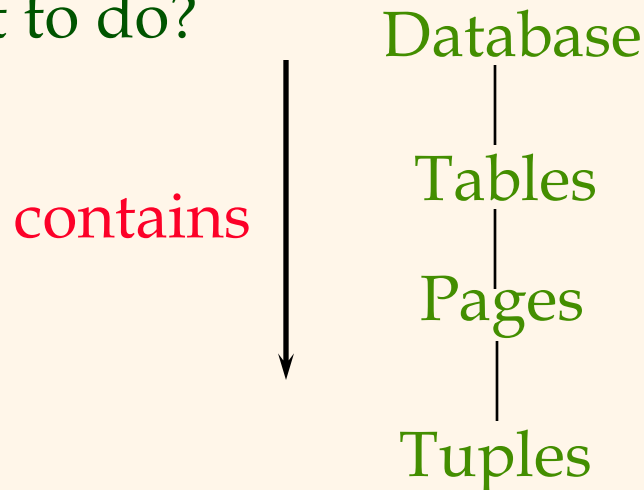 t to do?
Database
Tables
contains
Pages
Tuples